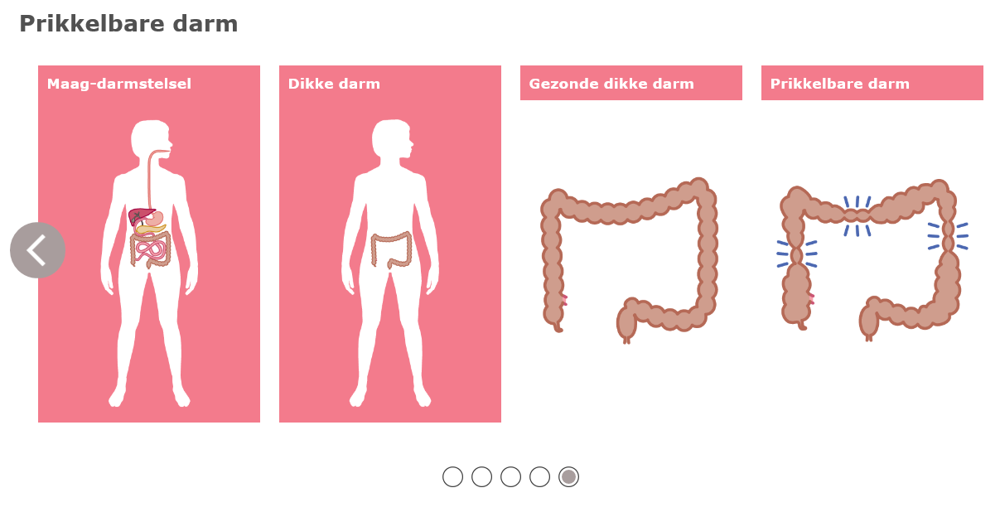 Prikkelbare darm
Maag-darmstelsel
Dikke darm
Gezonde dikke darm
Prikkelbare darm